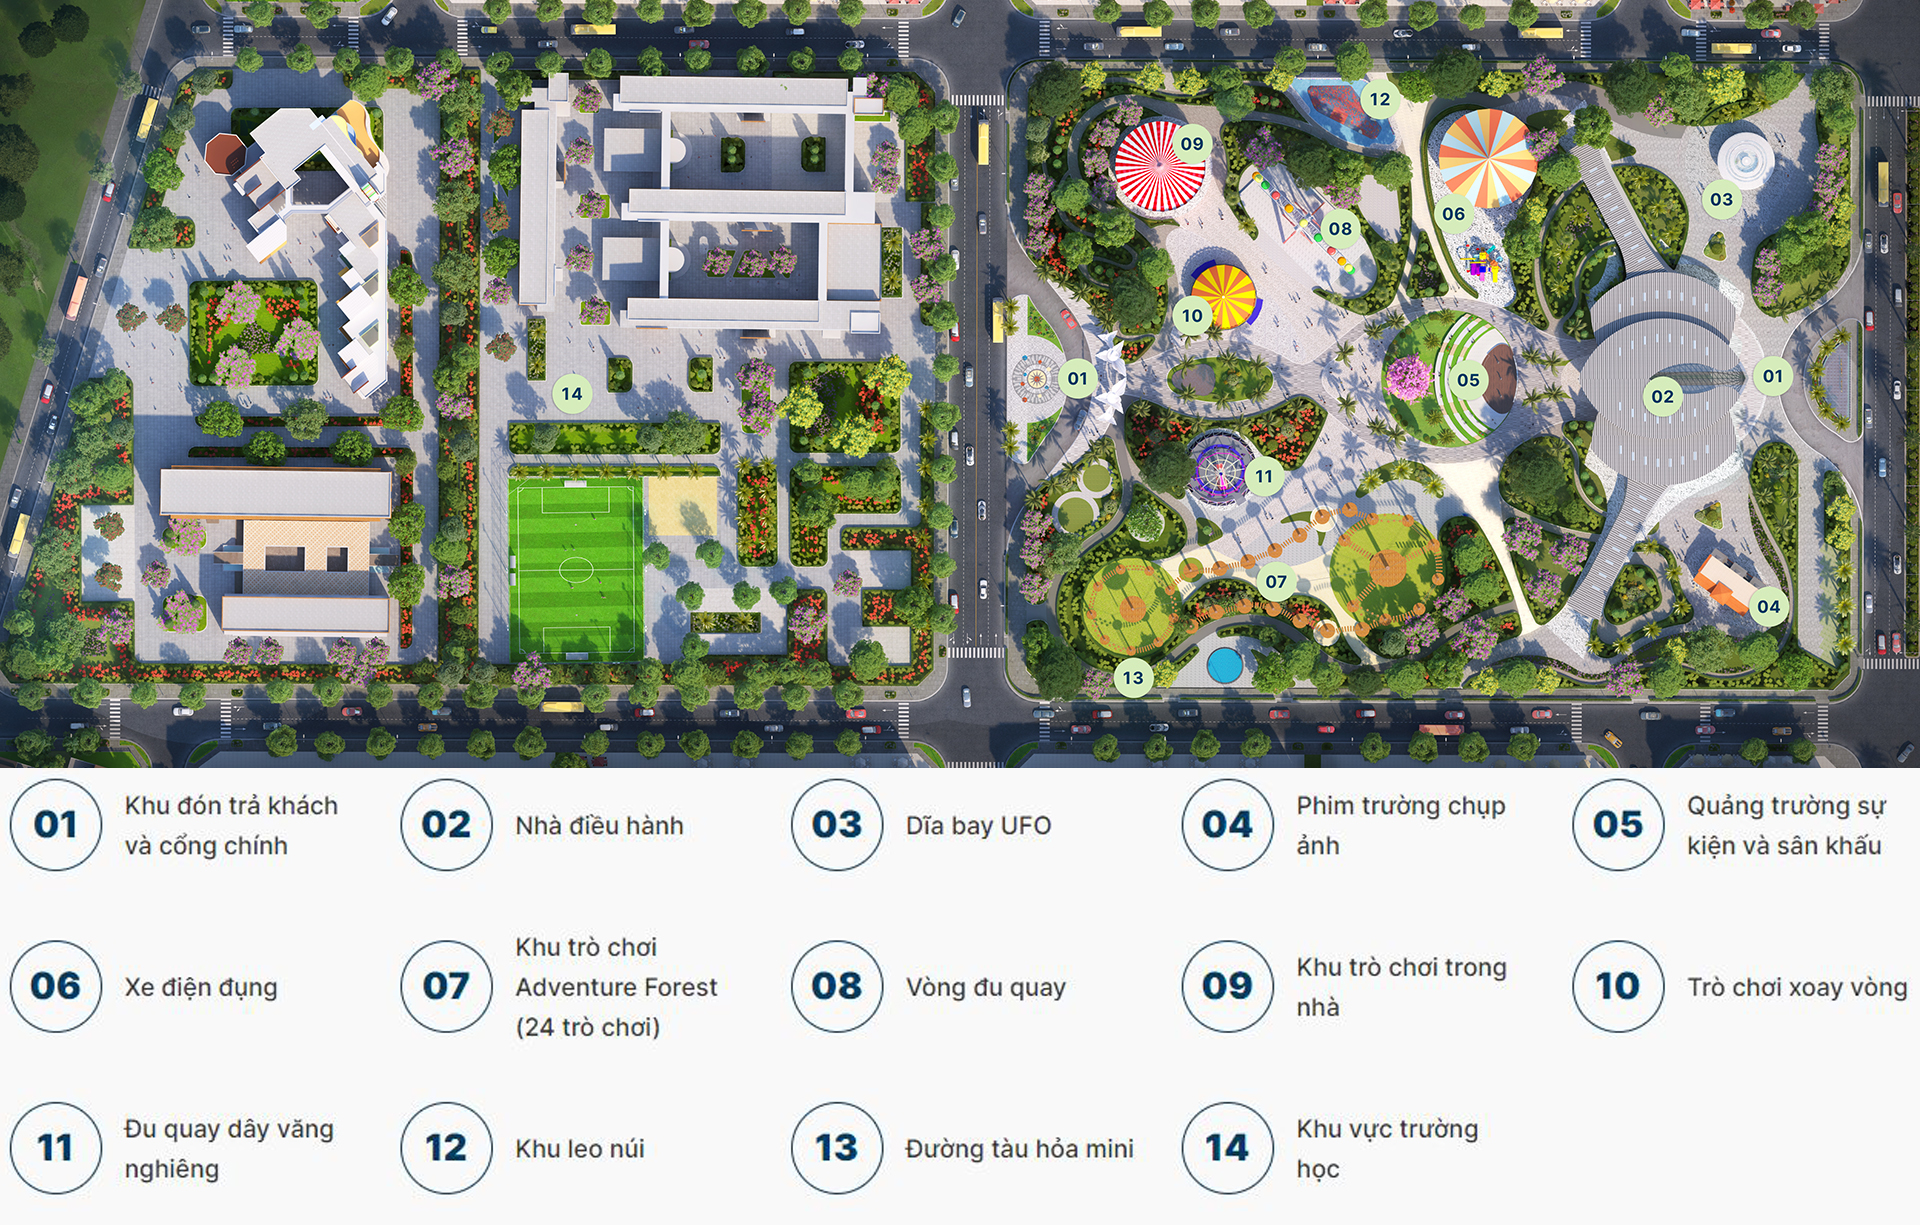 12
09
03
06
08
10
01
01
05
02
14
11
07
04
13
01
Khu đón trả khách
và cổng chính
02
Nhà điều hành
03
Dĩa bay UFO
04
Phim trường chụp
ảnh
05
Quảng trường sự
kiện và sân khấu
06
Xe điện đụng
07
Khu trò chơi
Adventure Forest
(24 trò chơi)
08
Vòng đu quay
09
Khu trò chơi trong
nhà
10
Trò chơi xoay vòng
11
Đu quay dây văng
nghiêng
12
Khu leo núi
13
Đường tàu hỏa mini
14
Khu vực trường
học